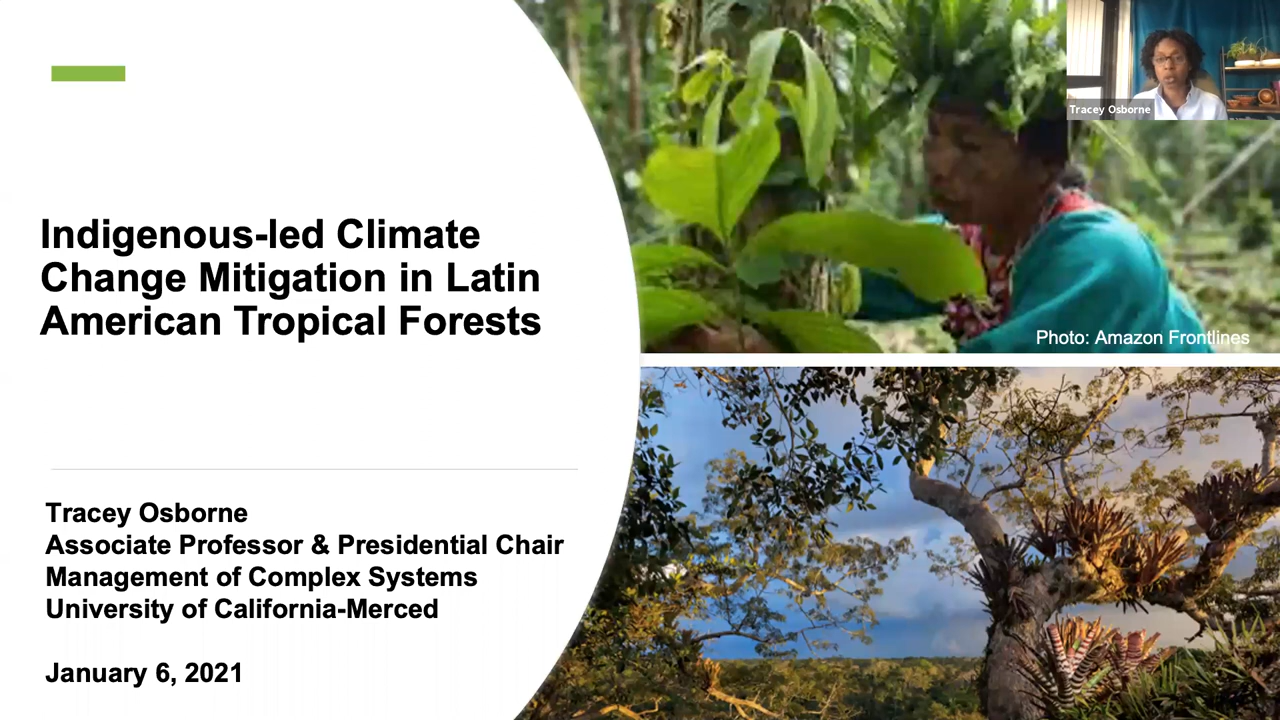 Tracey Osborne
Indigenous-led Climate
Change Mitigation in Latin
American Tropical Forests
Photo: Amazon Frontlines
Tracey Osborne
Associate Professor & Presidential Chair
Management of Complex Systems
University of California-Merced
January 6, 2021